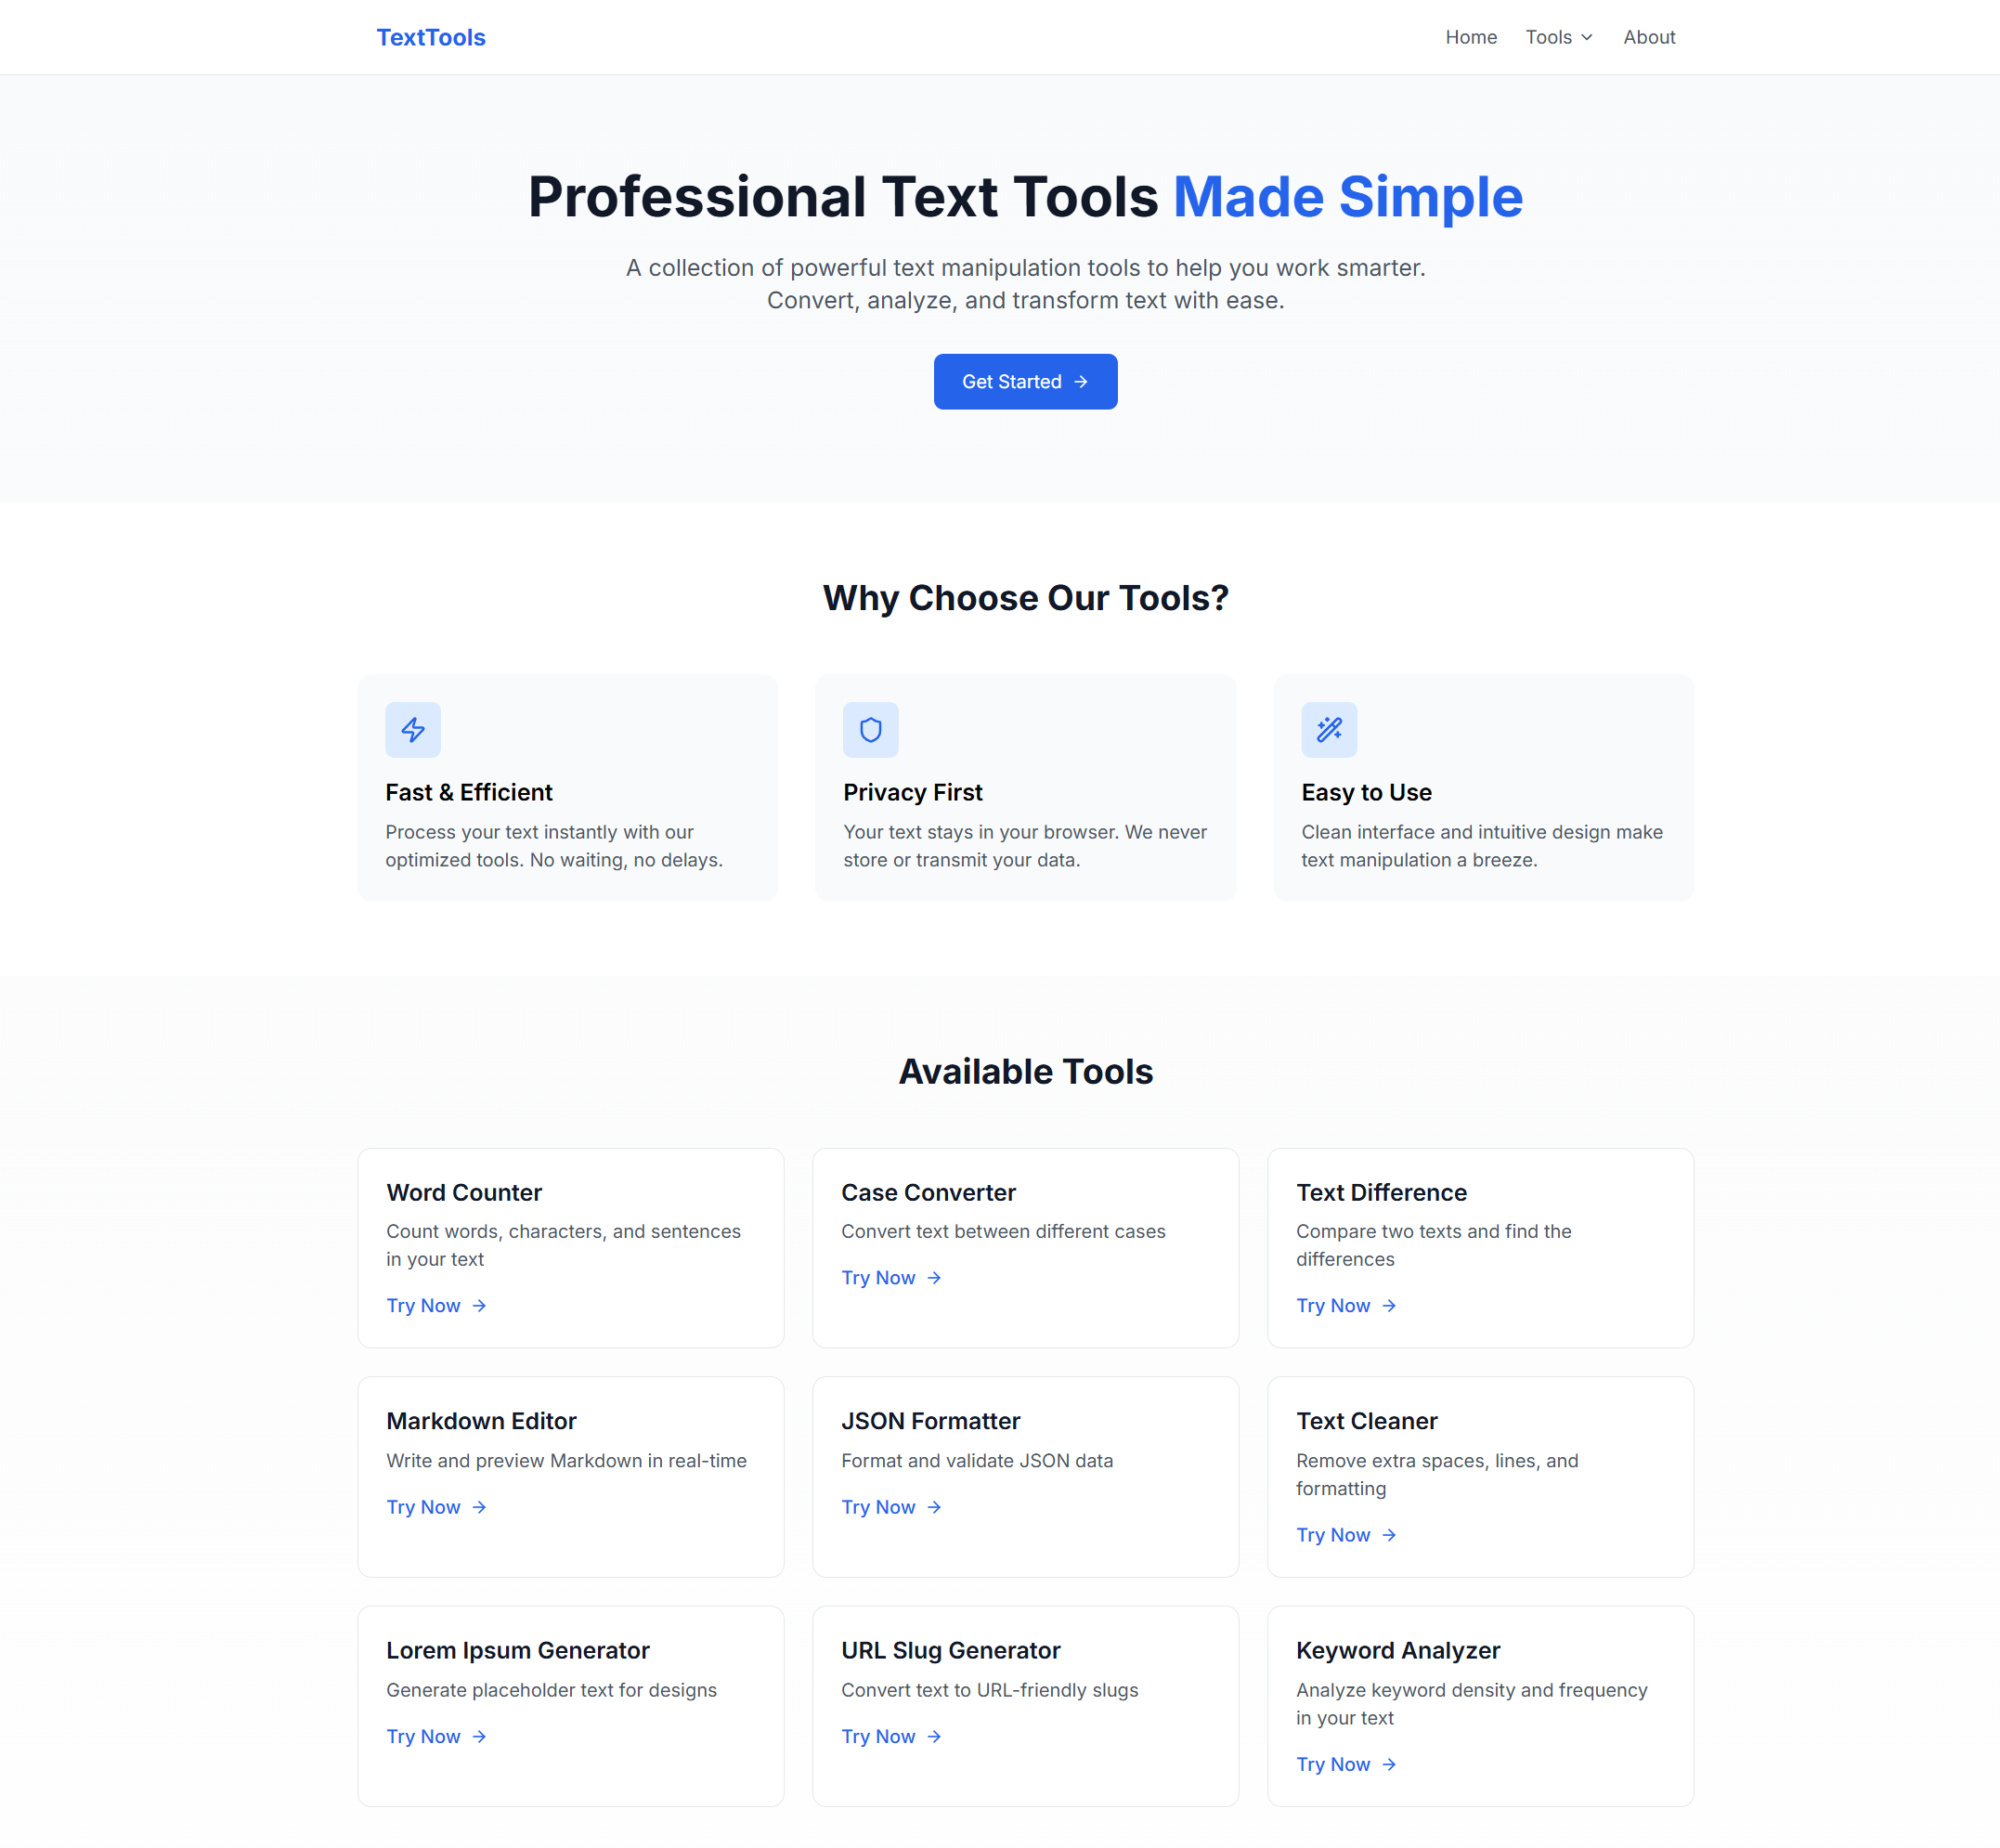 TextTools
Home
Tools
About
Professional Text Tools Made Simple
A collection of powerful text manipulation tools to help you work smarter.
Convert, analyze, and transform text with ease.
Get Started
Why Choose Our Tools?
Fast & Efficient
Process your text instantly with our
optimized tools. No waiting, no delays.
Privacy First
Your text stays in your browser. We never
store or transmit your data.
Easy to Use
Clean interface and intuitive design make
text manipulation a breeze.
Available Tools
Word Counter
Count words, characters, and sentences
in your text
Try Now
Case Converter
Convert text between different cases
Try Now
Text Difference
Compare two texts and find the
differences
Try Now
Markdown Editor
Write and preview Markdown in real-time
Try Now
JSON Formatter
Format and validate JSON data
Try Now
Text Cleaner
Remove extra spaces, lines, and
formatting
Try Now
Lorem Ipsum Generator
Generate placeholder text for designs
Try Now
URL Slug Generator
Convert text to URL-friendly slugs
Try Now
Keyword Analyzer
Analyze keyword density and frequency
in your text
Try Now